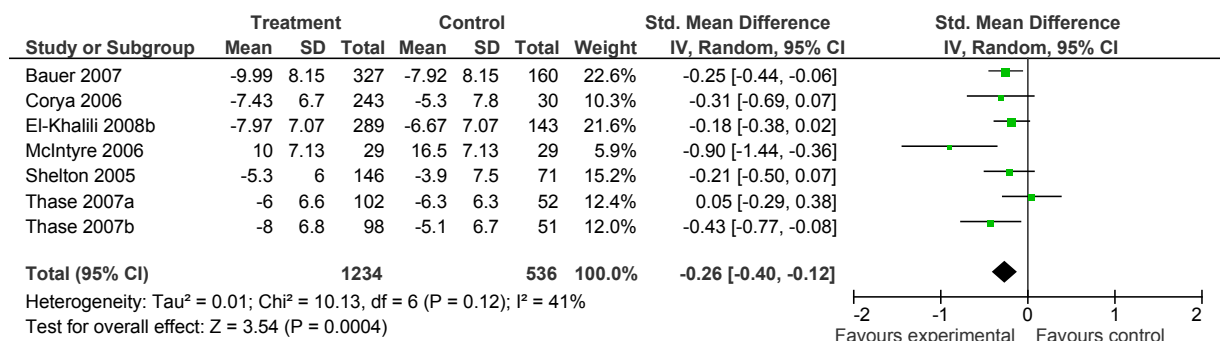 Treatment Control Std. Mean Difference Std. Mean Difference
Study or Subgroup Mean SD Total Mean SD Total Weight IV, Random, 95% CI IV, Random, 95% CI
Bauer 2007 -9.99 8.15 327 -7.92 8.15 160 22.6% -0.25 [-0.44, -0.06]
Corya 2006 -7.43 6.7 243 -5.3 7.8 30 10.3% -0.31 [-0.69, 0.07]
El-Khalili 2008b -7.97 7.07 289 -6.67 7.07 143 21.6% -0.18 [-0.38, 0.02]
McIntyre 2006 10 7.13 29 16.5 7.13 29 5.9% -0.90 [-1.44, -0.36]
Shelton 2005 -5.3 6 146 -3.9 7.5 71 15.2% -0.21 [-0.50, 0.07]
Thase 2007a -6 6.6 102 -6.3 6.3 52 12.4% 0.05 [-0.29, 0.38]
Thase 2007b -8 6.8 98 -5.1 6.7 51 12.0% -0.43 [-0.77, -0.08]
Total (95% CI) 1234 536 100.0% -0.26 [-0.40, -0.12]
Heterogeneity: Tau² = 0.01; Chi² = 10.13, df = 6 (P = 0.12); I² = 41%
Test for overall effect: Z = 3.54 (P = 0.0004)
-2 -1 0 1 2
Favours experimental Favours control